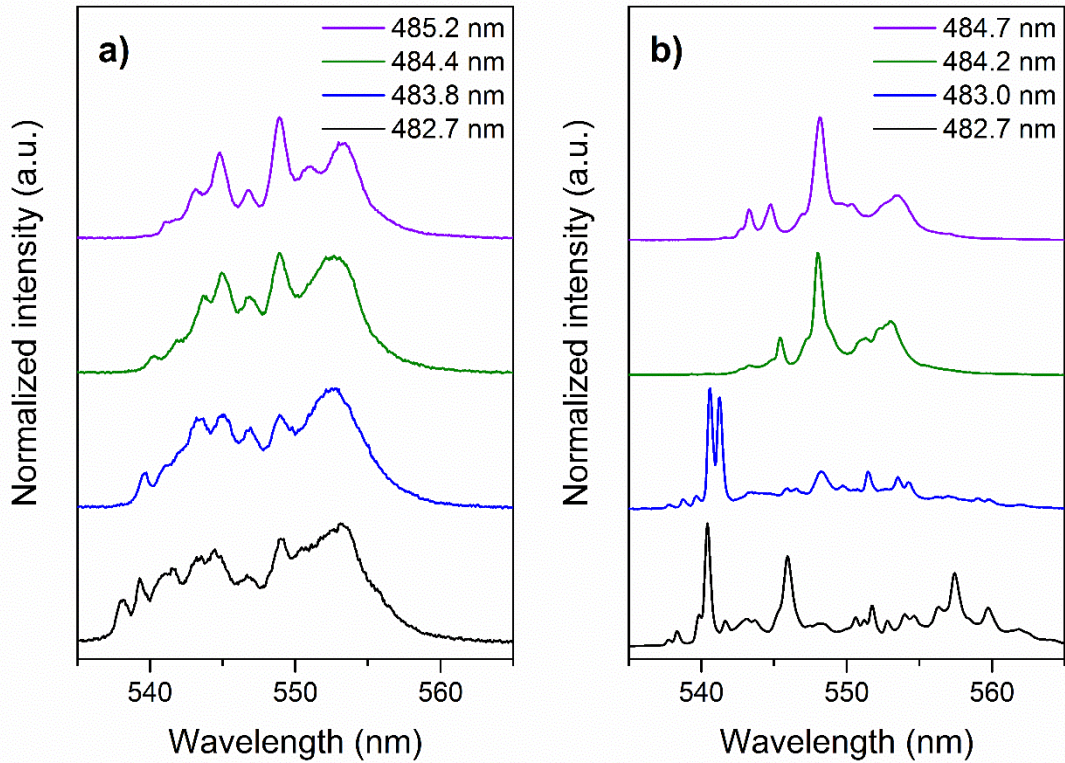 a)
485.2 nm
484.4 nm
483.8 nm
482.7 nm
Normalized intensity (a.u.)
540
550
560
Wavelength (nm)
b)
484.7 nm
484.2 nm
483.0 nm
482.7 nm
Normalized intensity (a.u.)
540
550
560
Wavelength (nm)